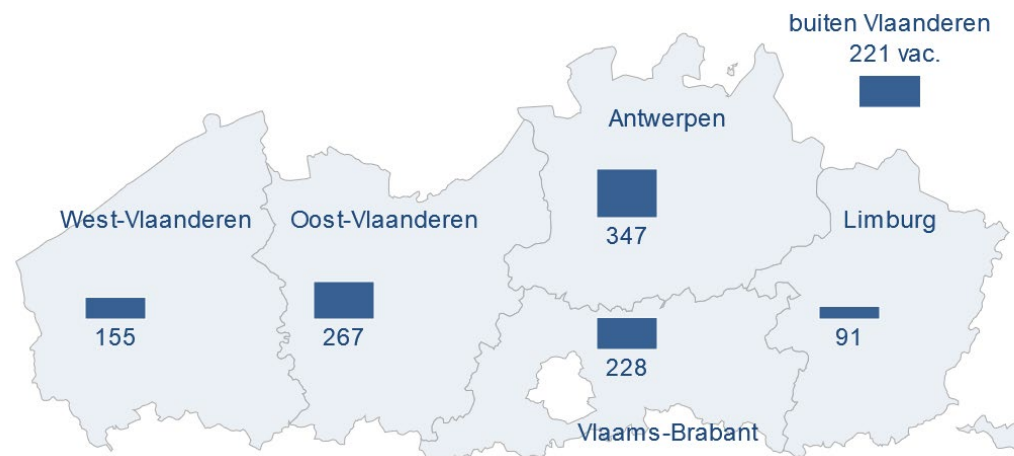 buiten Vlaanderen
221 vac.
Antwerpen
347
West-Vlaanderen
155
Oost-Vlaanderen
267
Limburg
91
228
Vlaams-Brabant